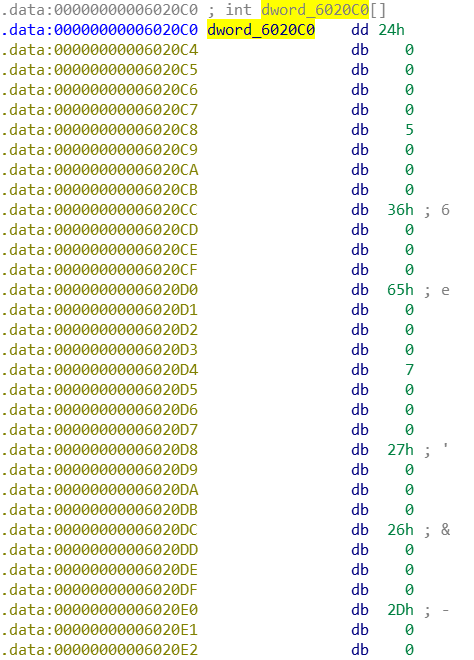 .data:00000000006020C0 ; int dword_6020C0[]
.data:00000000006020C0 dword_6020C0 dd 24h
.data:00000000006020C4 db 0
.data:00000000006020C5 db 0
.data:00000000006020C6 db 0
.data:00000000006020C7 db 0
.data:00000000006020C8 db 5
.data:00000000006020C9 db 0
.data:00000000006020CA db 0
.data:00000000006020CB db 0
.data:00000000006020CC db 36h ; 6
.data:00000000006020CD db 0
.data:00000000006020CE db 0
.data:00000000006020CF db 0
.data:00000000006020D0 db 65h ; e
.data:00000000006020D1 db 0
.data:00000000006020D2 db 0
.data:00000000006020D3 db 0
.data:00000000006020D4 db 7
.data:00000000006020D5 db 0
.data:00000000006020D6 db 0
.data:00000000006020D7 db 0
.data:00000000006020D8 db 27h ; '
.data:00000000006020D9 db 0
.data:00000000006020DA db 0
.data:00000000006020DB db 0
.data:00000000006020DC db 26h ; &
.data:00000000006020DD db 0
.data:00000000006020DE db 0
.data:00000000006020DF db 0
.data:00000000006020E0 db 2Dh ; -
.data:00000000006020E1 db 0
.data:00000000006020E2 db 0